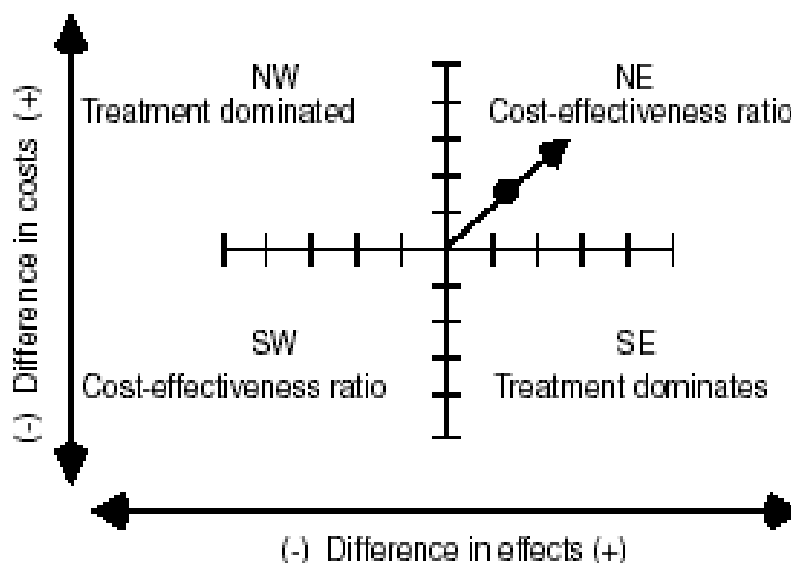 NW
Treatment dominated
NE
Cost-effectiveness ratio
(-) Difference in costs (+)
SW
Cost-effectiveness ratio
SE
Treatment dominates
(-) Difference in effects (+)